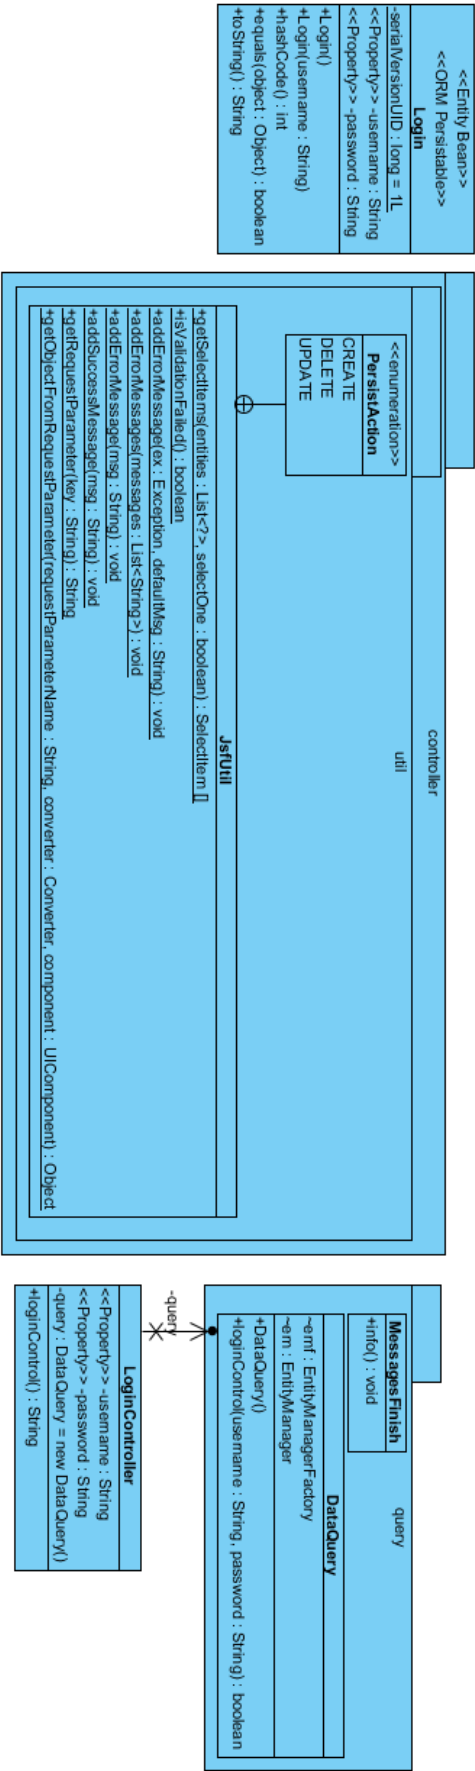 <<Entity Bean>>
<<ORM Persistable>>
Login
-serialVersionUID : long = 1L
<<Property>> -username : String
<<Property>> -password : String
+Login()
+Login(username : String)
+hashCode() : int
+equals(object : Object) : boolean
+toString() : String
controller
util
<<enumeration>>
PersistAction
CREATE
DELETE
UPDATE
JsfUtil
+getSelectItems(entities : List<?>, selectOne : boolean) : SelectItem []
+isValidationFailed() : boolean
+addErrorMessage(ex : Exception, defaultMsg : String) : void
+addErrorMessages(messages : List<String>) : void
+addErrorMessage(msg : String) : void
+addSuccessMessage(msg : String) : void
+getRequestParameter(key : String) : String
+getObjectFromRequestParameter(requestParameterName : String, converter : Converter, component : UIComponent) : Object
query
MessagesFinish
+info() : void
DataQuery
~emf : EntityManagerFactory
~em : EntityManager
+DataQuery()
+loginControl(username : String, password : String) : boolean
-query
LoginController
<<Property>> -username : String
<<Property>> -password : String
-query : DataQuery = new DataQuery()
+loginControl() : String